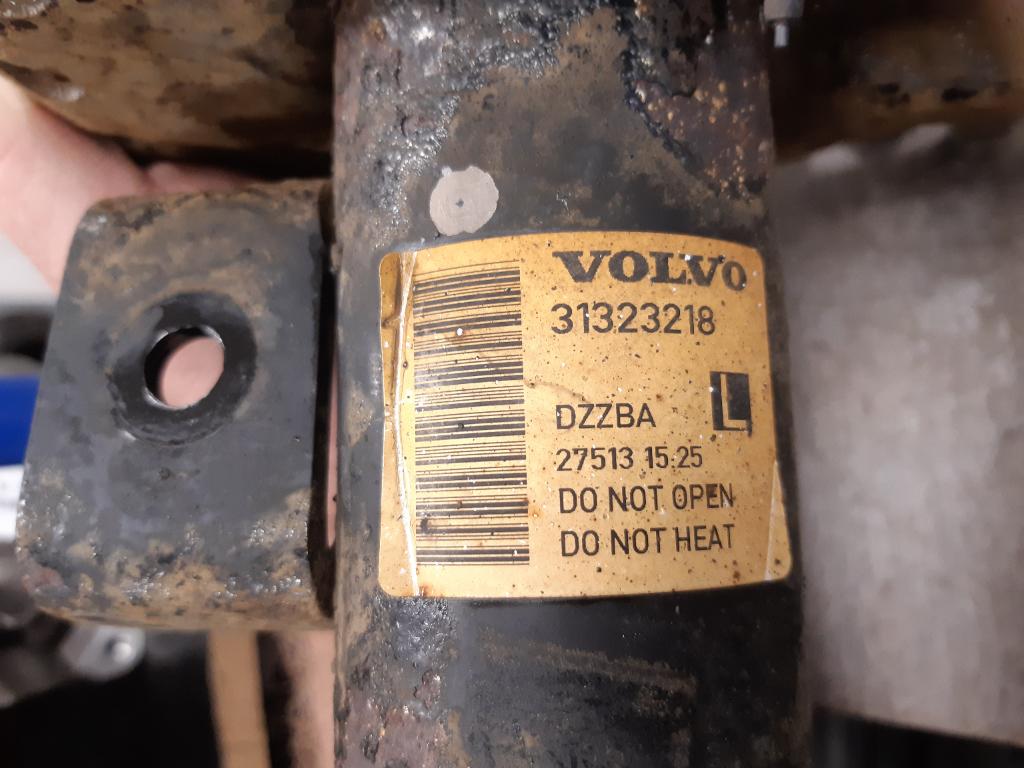 VOLVO
31323218
DZZBA L
27513 15:25
DO NOT OPEN
DO NOT HEAT